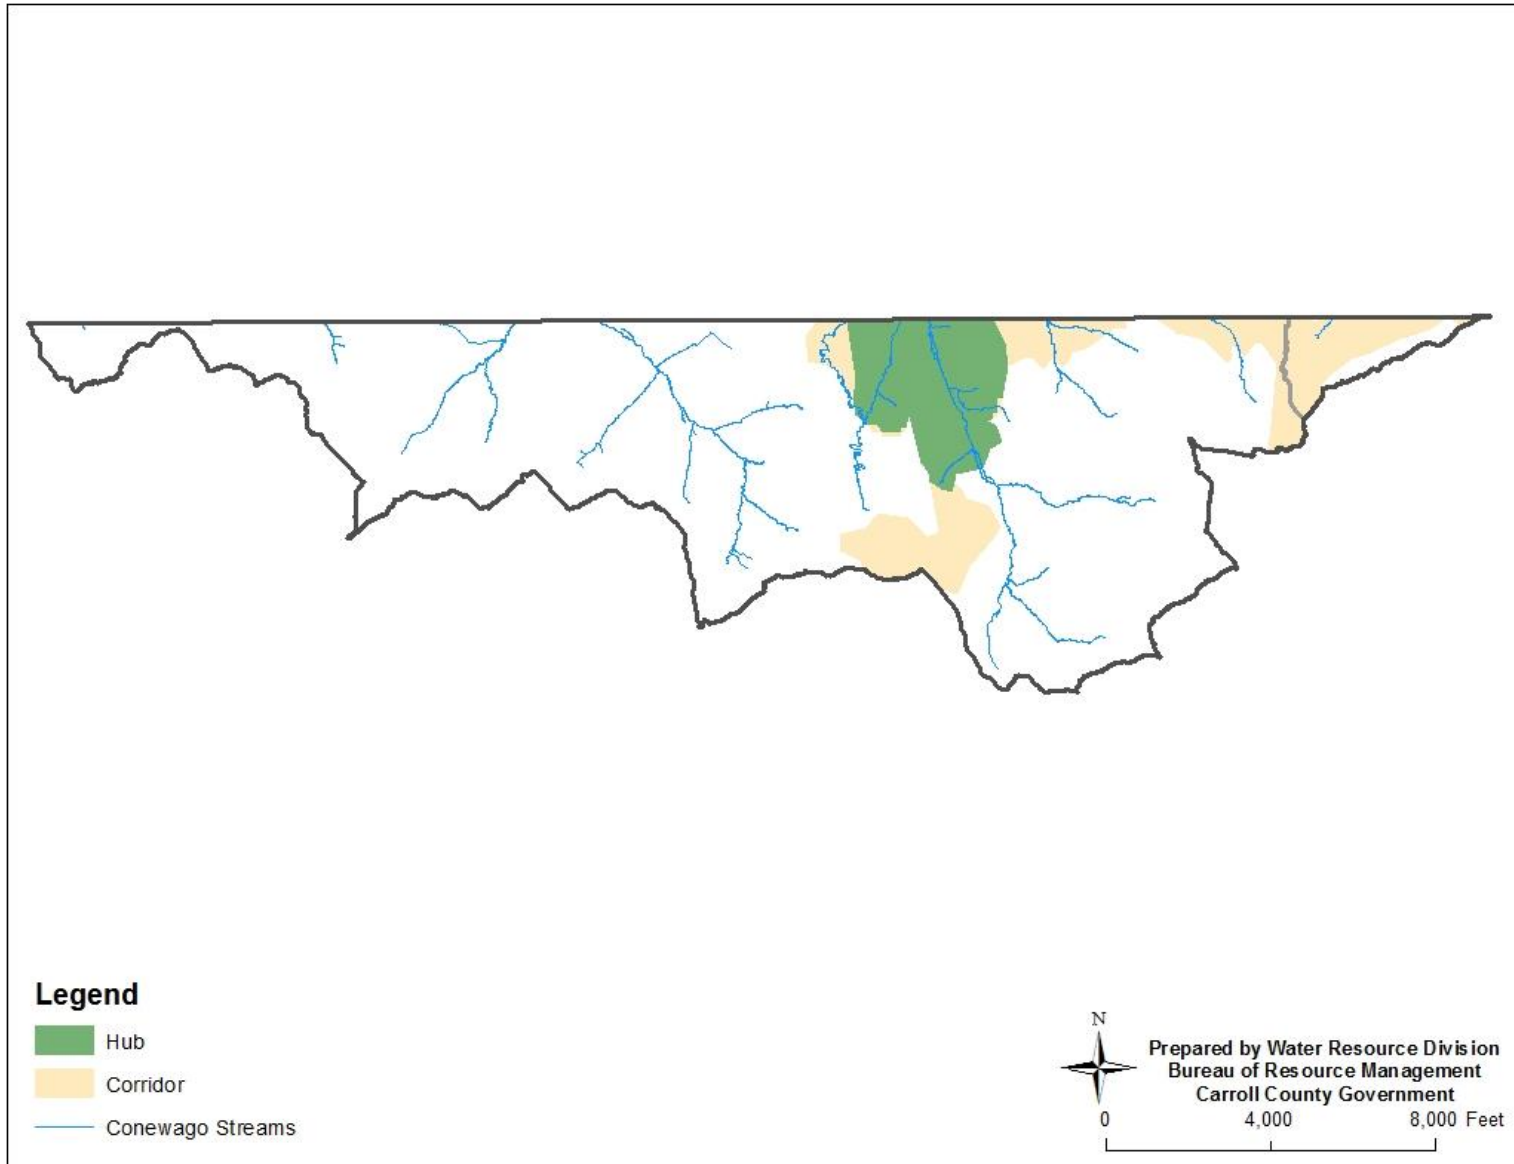 Legend
Hub
Corridor
Conewago Streams
N
Prepared by Water Resource Division
Bureau of Resource Management
Carroll County Government
0 4,000 8,000 Feet